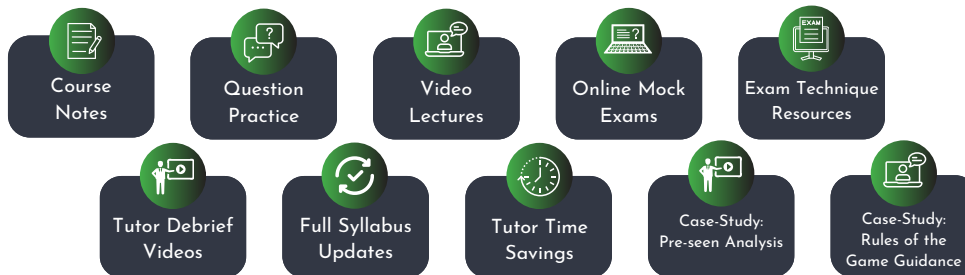 Course
Notes
Question
Practice
Video
Lectures
Online Mock
Exams
EXAM
Exam Technique
Resources
Tutor Debrief
Videos
Full Syllabus
Updates
Tutor Time
Savings
Case-Study:
Pre-seen Analysis
Case-Study:
Rules of the
Game Guidance